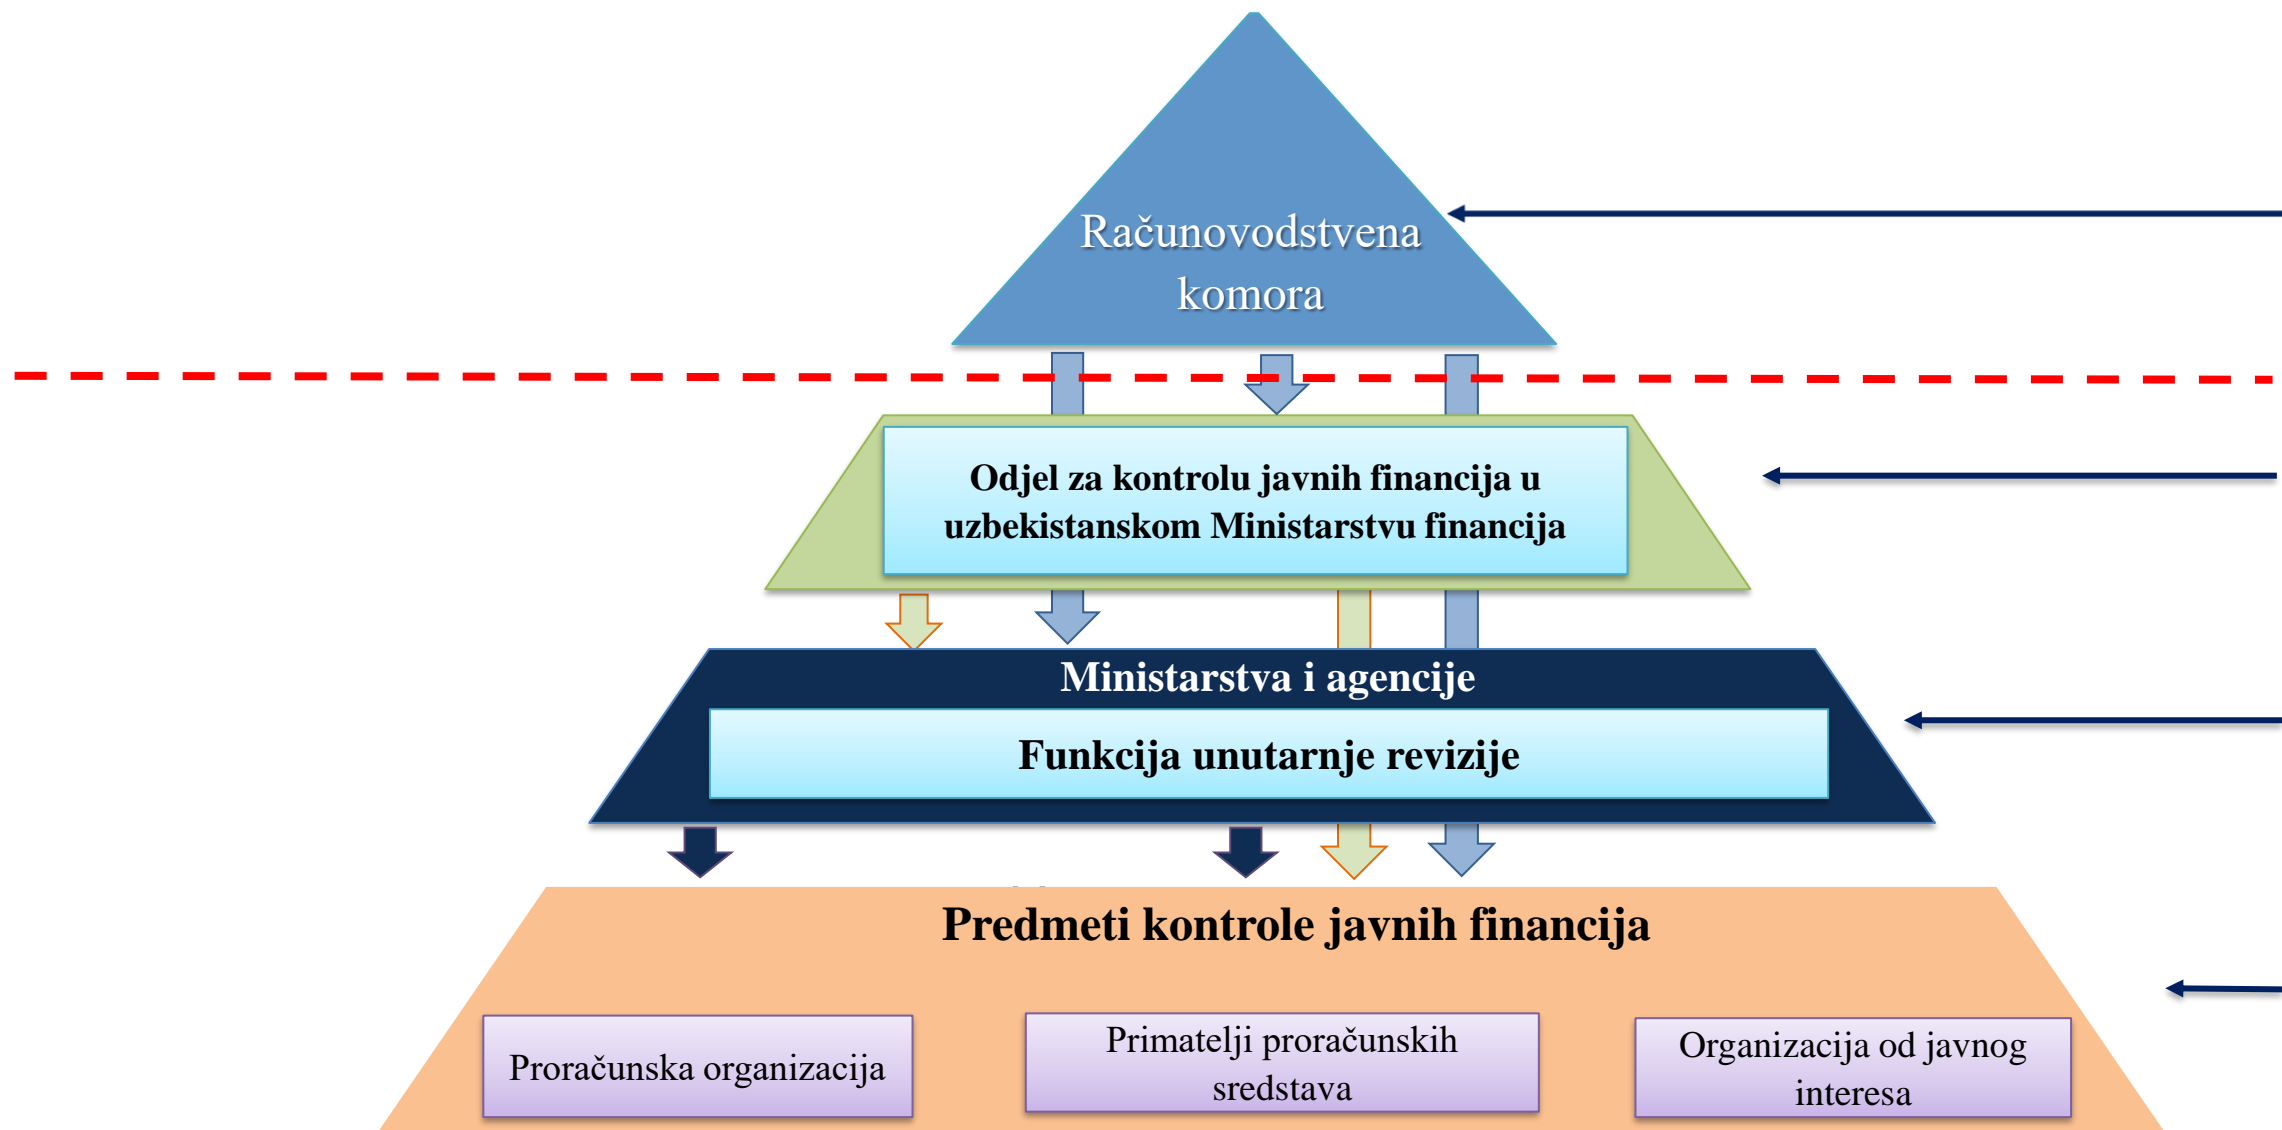 Računovodstvena
komora
Odjel za kontrolu javnih financija u
uzbekistanskom Ministarstvu financija
Ministarstva i agencije
Funkcija unutarnje revizije
Predmeti kontrole javnih financija
Proračunska organizacija
Primatelji proračunskih
sredstava
Organizacija od javnog
interesa